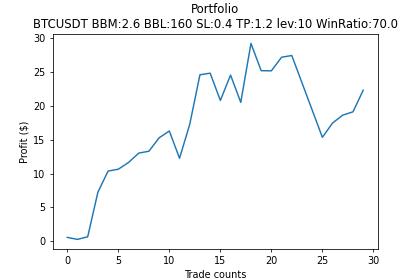 Portfolio
BTCUSDT BBM:2.6 BBL:160 SL:0.4 TP:1.2 lev:10 WinRatio:70.0
30
25
20
15
10
5
0
Profit ($)
0 5 10 15 20 25 30
Trade counts